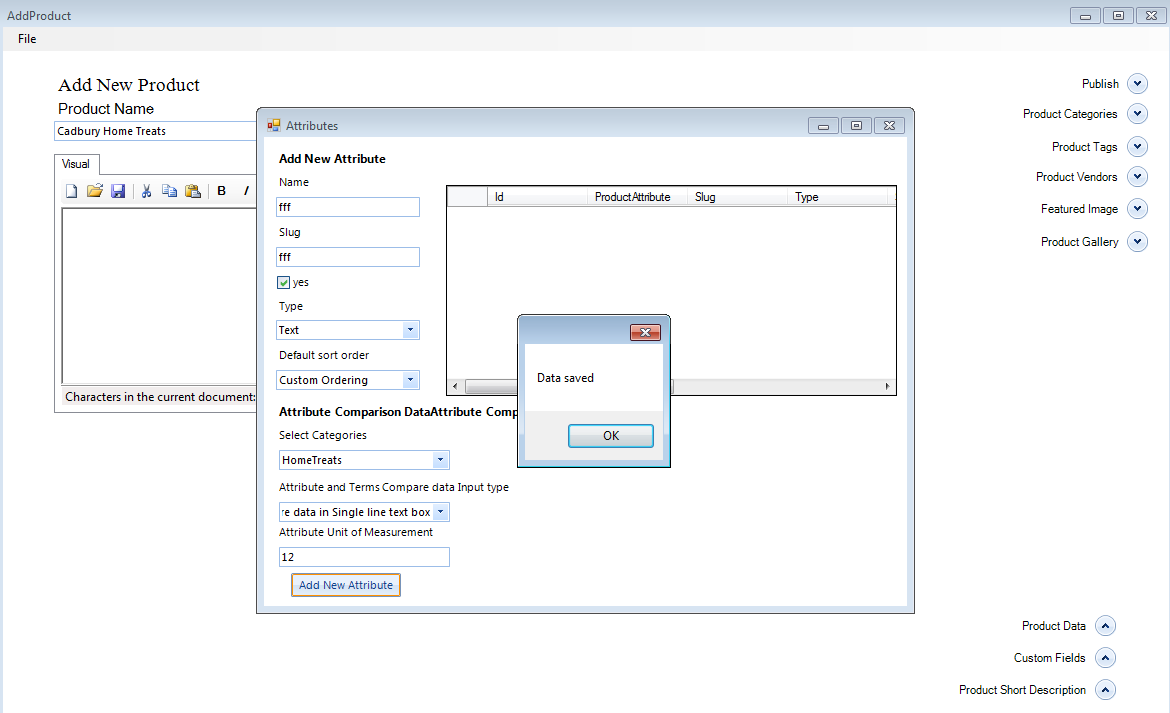 AddProduct
File
Add New Product
Product Name
Cadbury Home Treats
Visual
B I
Characters in the current document:
Publish
Product Categories
Product Tags
Product Vendors
Featured Image
Product Gallery
Attributes
Add New Attribute
Name
fff
Slug
fff
yes
Type
Text
Default sort order
Custom Ordering
Id ProductAttribute Slug Type
Attribute Comparison DataAttribute Comp
Select Categories
HomeTreats
Attribute and Terms Compare data Input type
re data in Single line text box
Attribute Unit of Measurement
12
Add New Attribute
Data saved
OK
Product Data
Custom Fields
Product Short Description